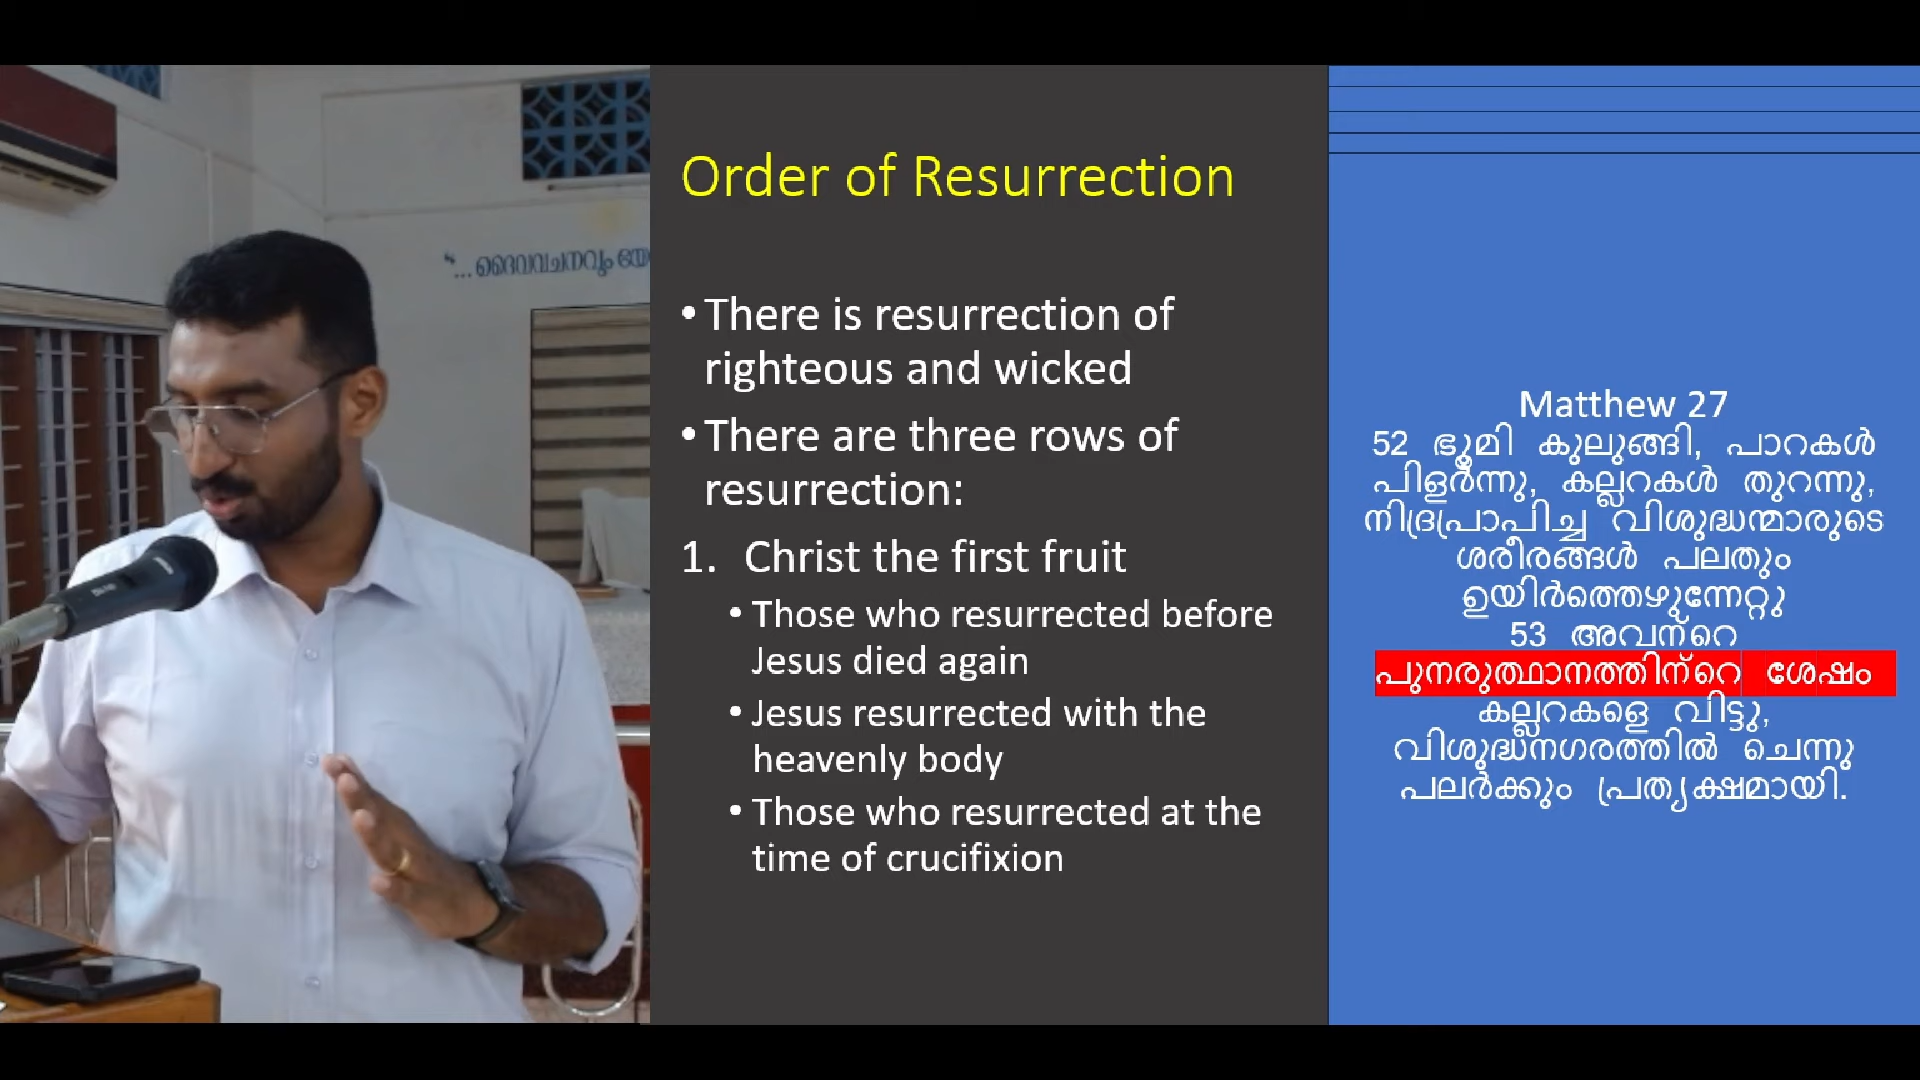 "... ദൈവവചനവും
Order of Resurrection
• There is resurrection of
righteous and wicked
• There are three rows of
resurrection:
1. Christ the first fruit
• Those who resurrected before
Jesus died again
• Jesus resurrected with the
heavenly body
• Those who resurrected at the
time of crucifixion
Matthew 27
52 ഭൂമി കുലുങ്ങി, പാറകൾ
പിളർന്നു, കല്ലറകൾ തുറന്നു,
നിദ്രപ്രാപിച്ച വിശുദ്ധന്മാരുടെ
ശരീരങ്ങൾ പലതും
ഉയിർത്തെഴുന്നേറ്റു
53 അവന്റെ
പുനരുത്ഥാനത്തിന്റെ ശേഷം
കല്ലറകളെ വിട്ടു,
വിശുദ്ധനഗരത്തിൽ ചെന്നു
പലർക്കും പ്രത്യക്ഷമായി.